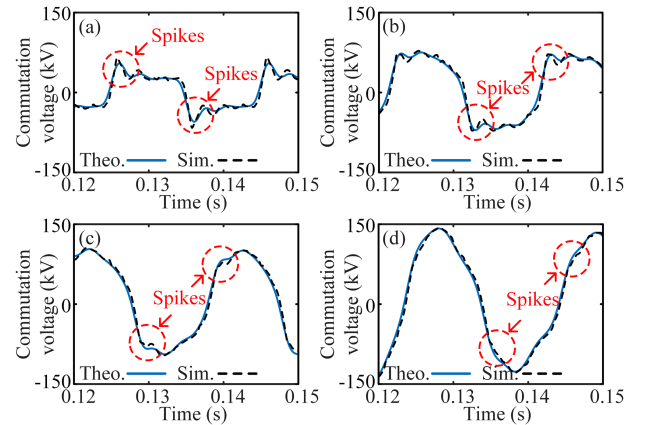 (a)
Commutation
voltage (kV)
150
0
-150
Spikes
Spikes
Theo.
Sim.
0.12
0.13
0.14
0.15
Time (s)
(b)
Commutation
voltage (kV)
150
0
-150
Spikes
Theo.
Sim.
0.12
0.13
0.14
0.15
Time (s)
(c)
Commutation
voltage (kV)
150
0
-150
Spikes
Theo.
Sim.
0.12
0.13
0.14
0.15
Time (s)
(d)
Commutation
voltage (kV)
150
0
-150
Spikes
Theo.
Sim.
0.12
0.13
0.14
0.15
Time (s)